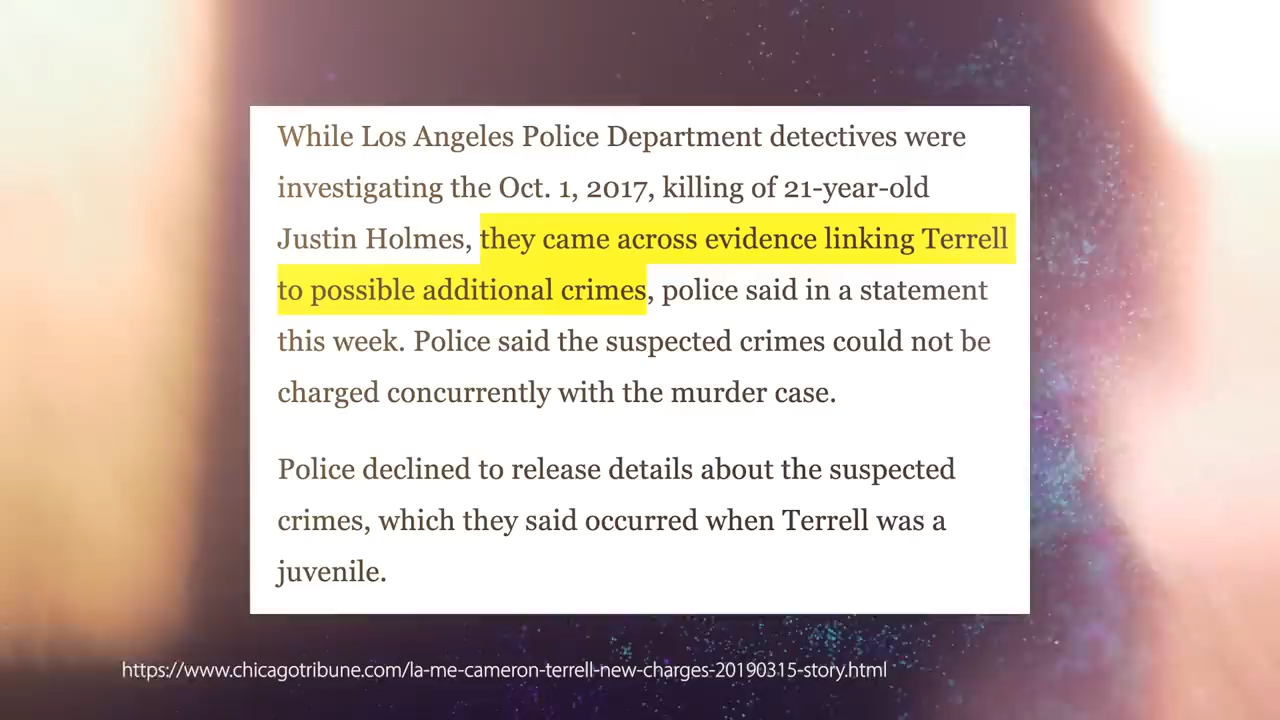 While Los Angeles Police Department detectives were
investigating the Oct. 1, 2017, killing of 21-year-old
Justin Holmes, they came across evidence linking Terrell
to possible additional crimes, police said in a statement
this week. Police said the suspected crimes could not be
charged concurrently with the murder case.
Police declined to release details about the suspected
crimes, which they said occurred when Terrell was a
juvenile.
https://www.chicagotribune.com/la-me-cameron-terrell-new-charges-20190315-story.html